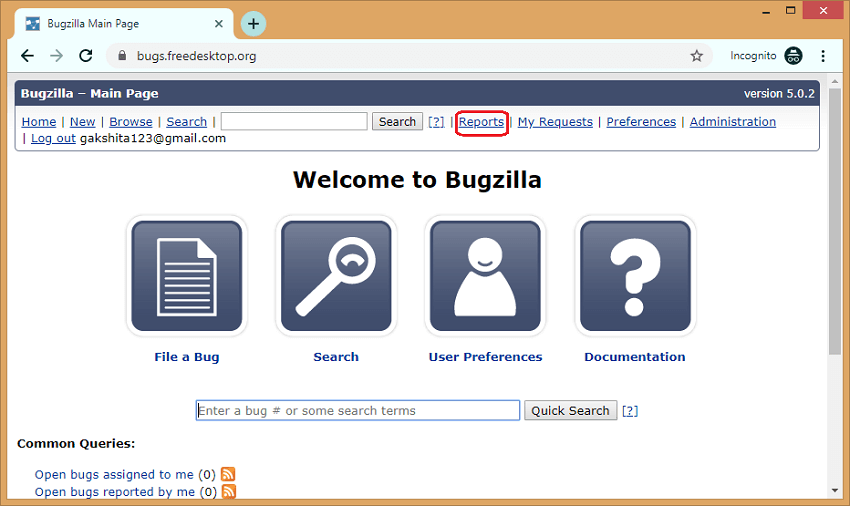 Bugzilla Main Page
bugs.freedesktop.org
Incognito
Bugzilla – Main Page
version 5.0.2
Home | New | Browse | Search | Search [?] | Reports | My Requests | Preferences | Administration
| Log out gakshita123@gmail.com
Welcome to Bugzilla
File a Bug
Search
User Preferences
Documentation
Enter a bug # or some search terms Quick Search [?]
Common Queries:
Open bugs assigned to me (0)
Open bugs reported by me (0)